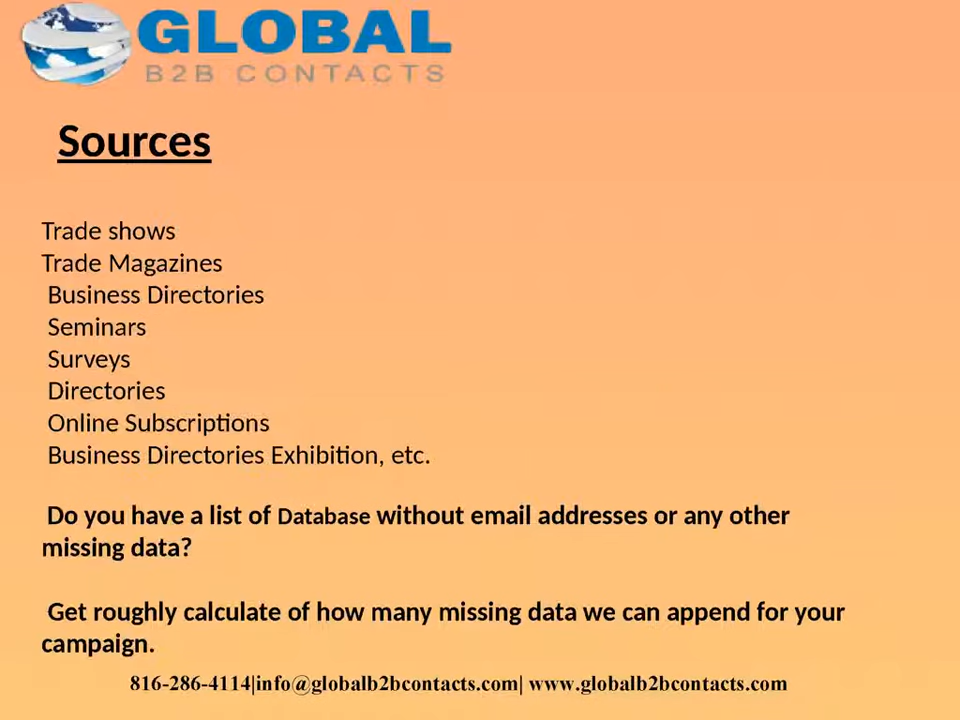 GLOBAL
B2B CONTACTS
Sources
Trade shows
Trade Magazines
Business Directories
Seminars
Surveys
Directories
Online Subscriptions
Business Directories Exhibition, etc.
Do you have a list of Database without email addresses or any other
missing data?
Get roughly calculate of how many missing data we can append for your
campaign.
816-286-4114|info@globalb2bcontacts.com| www.globalb2bcontacts.com